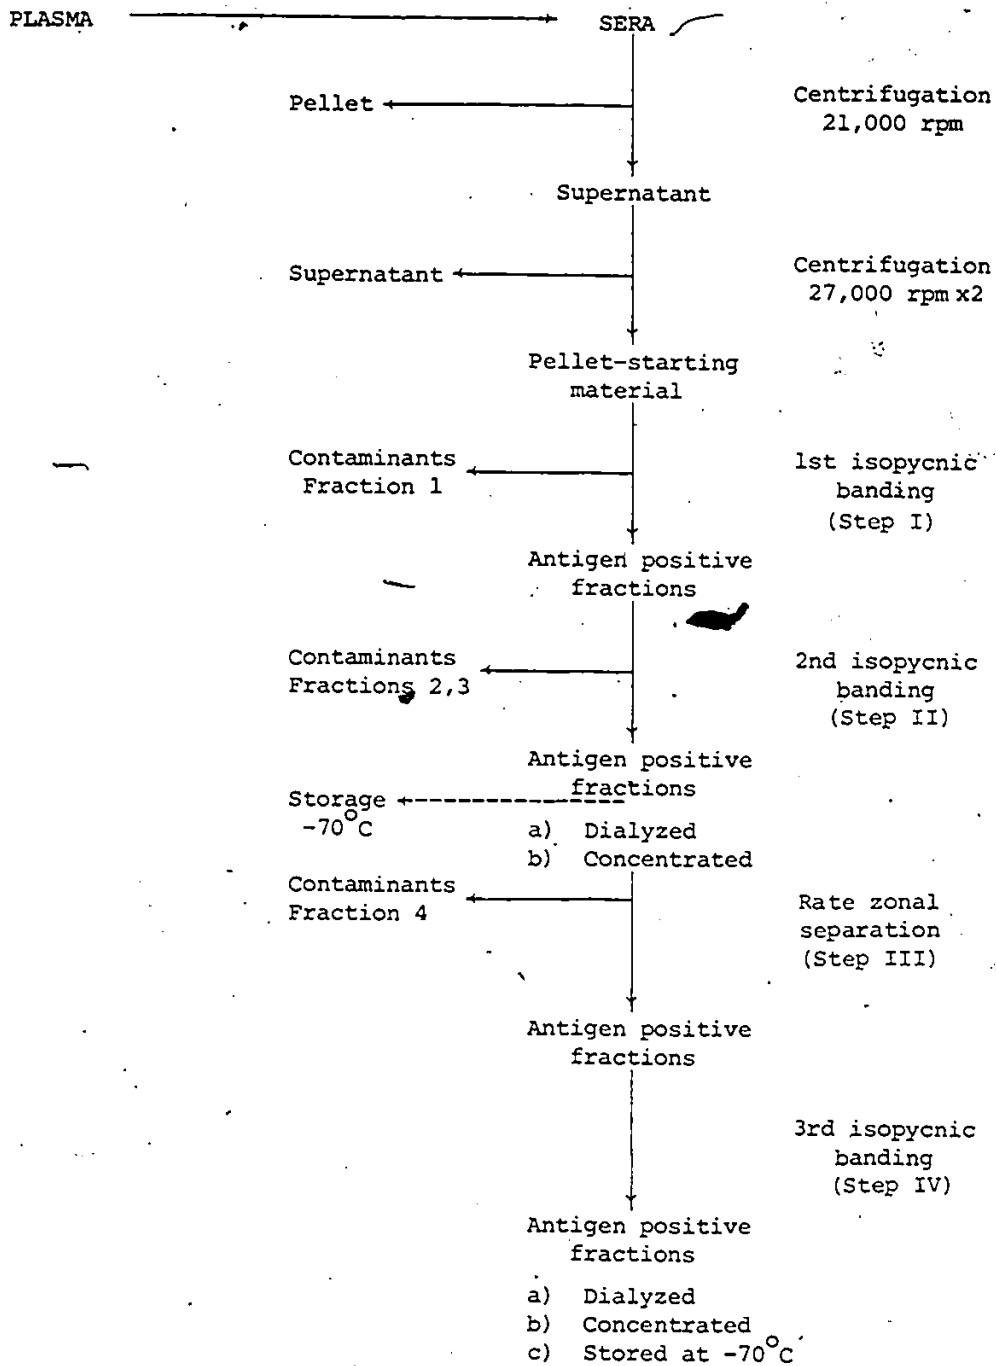 PLASMA
SERA
Pellet
Centrifugation
21,000 rpm
Supernatant
Supernatant
Centrifugation
27,000 rpm x2
Pellet-starting
material
Contaminants
Fraction 1
1st isopycnic
banding
(Step I)
Antigen positive
fractions
Contaminants
Fractions 2,3
2nd isopycnic
banding
(Step II)
Antigen positive
fractions
Storage
-70°C
a) Dialyzed
b) Concentrated
Contaminants
Fraction 4
Rate zonal
separation
(Step III)
Antigen positive
fractions
3rd isopycnic
banding
(Step IV)
Antigen positive
fractions
a) Dialyzed
b) Concentrated
c) Stored at -70°C